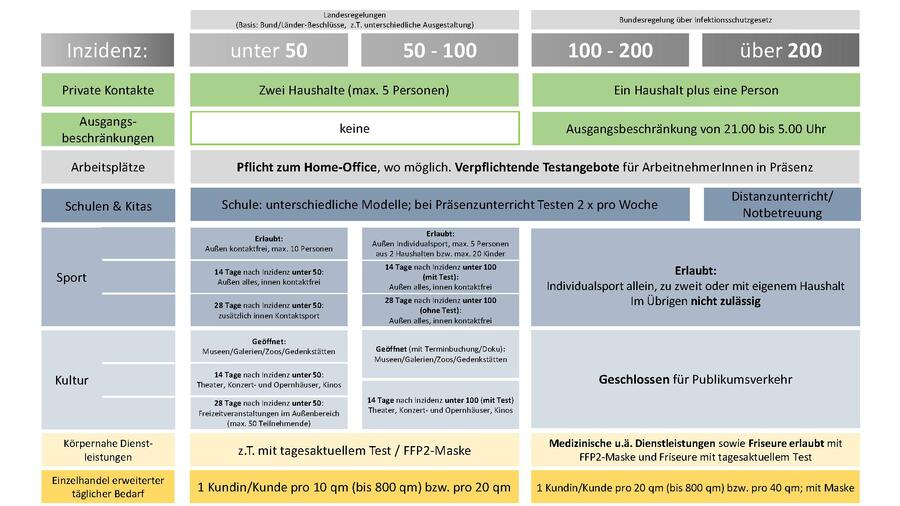 Landesregelungen
(Basis: Bund/Länder-Beschlüsse, z.T. unterschiedliche Ausgestaltung)
Bundesregelung über Infektionsschutzgesetz
Inzidenz:
unter 50
50 - 100
100 - 200
über 200
Private Kontakte
Zwei Haushalte (max. 5 Personen)
Ein Haushalt plus eine Person
Ausgangs-
beschränkungen
keine
Ausgangsbeschränkung von 21.00 bis 5.00 Uhr
Arbeitsplätze
Pflicht zum Home-Office, wo möglich. Verpflichtende Testangebote für ArbeitnehmerInnen in Präsenz
Schulen & Kitas
Schule: unterschiedliche Modelle; bei Präsenzunterricht Testen 2 x pro Woche
Distanzunterricht/
Notbetreuung
Sport
Erlaubt:
Außen kontaktfrei, max. 10 Personen
14 Tage nach Inzidenz unter 50:
Außen alles, innen kontaktfrei
28 Tage nach Inzidenz unter 50:
zusätzlich innen Kontaktsport
Erlaubt:
Außen Individualsport, max. 5 Personen
aus 2 Haushalten bzw. max. 20 Kinder
14 Tage nach Inzidenz unter 100
(mit Test):
Außen alles, innen kontaktfrei
28 Tage nach Inzidenz unter 100
(ohne Test):
Außen alles, innen kontaktfrei
Erlaubt:
Individualsport allein, zu zweit oder mit eigenem Haushalt
Im Übrigen nicht zulässig
Kultur
Geöffnet:
Museen/Galerien/Zoos/Gedenkstätten
14 Tage nach Inzidenz unter 50:
Theater, Konzert- und Opernhäuser, Kinos
28 Tage nach Inzidenz unter 50:
Freizeitveranstaltungen im Außenbereich
(max. 50 Teilnehmende)
Geöffnet (mit Terminbuchung/Doku):
Museen/Galerien/Zoos/Gedenkstätten
14 Tage nach Inzidenz unter 100 (mit Test)
Theater, Konzert- und Opernhäuser, Kinos
Geschlossen für Publikumsverkehr
Körpernahe Dienst-
leistungen
z.T. mit tagesaktuellem Test / FFP2-Maske
Medizinische u.ä. Dienstleistungen sowie Friseure erlaubt mit
FFP2-Maske und Friseure mit tagesaktuellem Test
Einzelhandel erweiterter
täglicher Bedarf
1 Kundin/Kunde pro 10 qm (bis 800 qm) bzw. pro 20 qm
1 Kundin/Kunde pro 20 qm (bis 800 qm) bzw. pro 40 qm; mit Maske